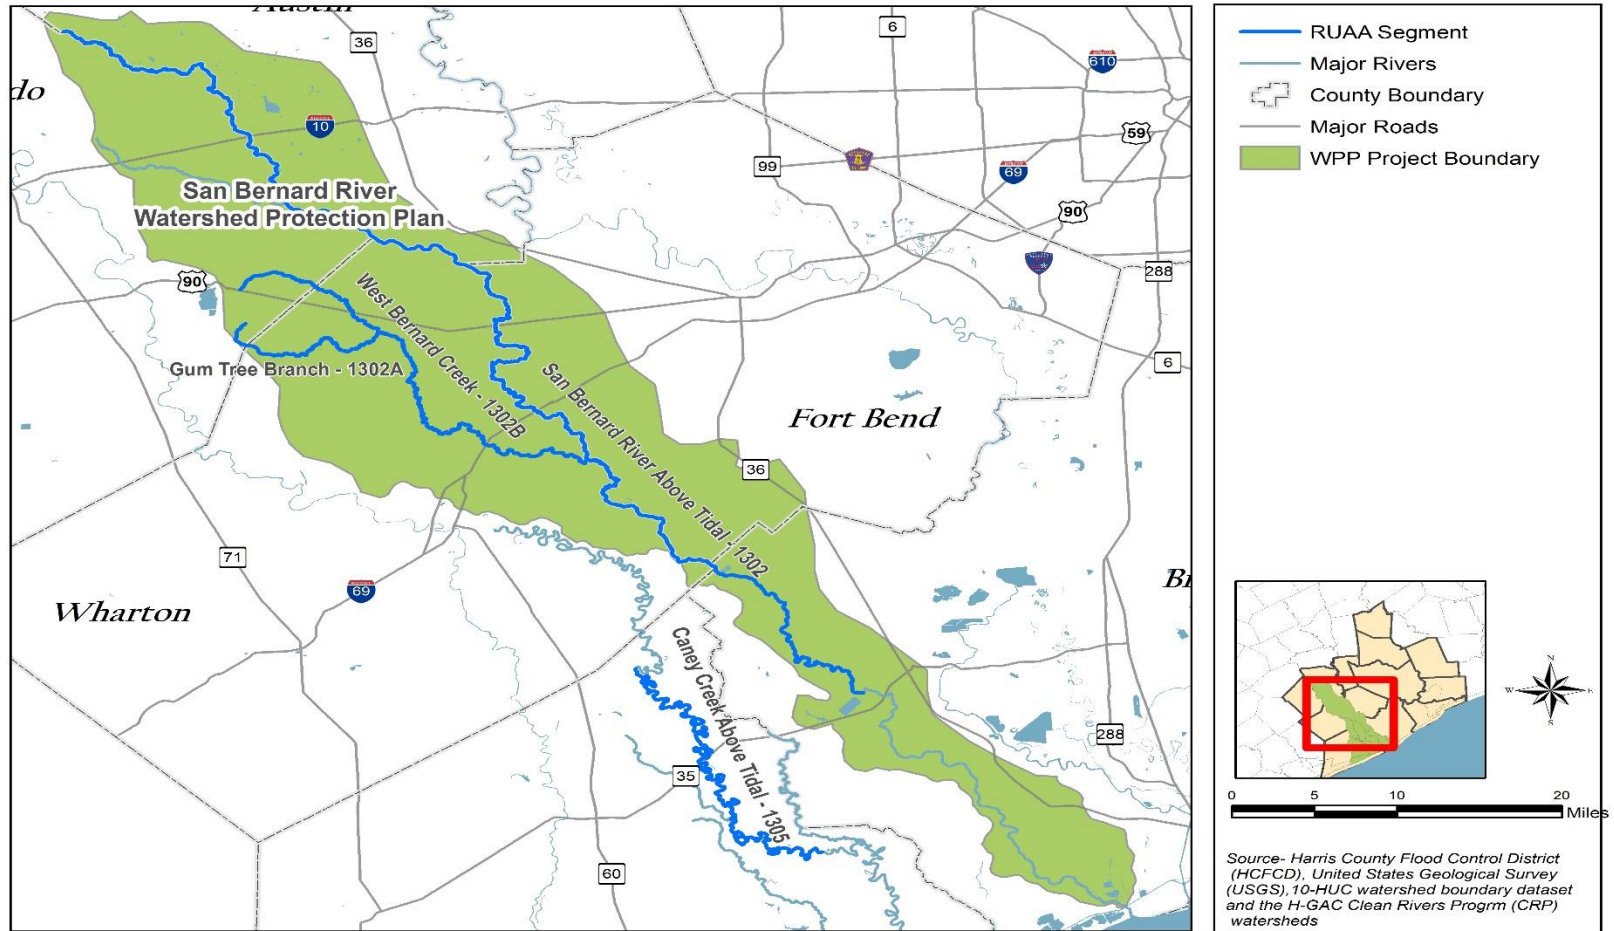 Austin
36
6
610
do
10
59
99
69
90
San Bernard River
Watershed Protection Plan
90
288
West Bernard Creek - 1302B
6
Gum Tree Branch - 1302A
San Bernard River Above Tidal - 1302
Fort Bend
36
71
69
Wharton
Br
Caney Creek Above Tidal - 1305
288
35
60
RUAA Segment
Major Rivers
County Boundary
Major Roads
WPP Project Boundary
N
W
E
S
0 5 10 20
Miles
Source- Harris County Flood Control District
(HCFCD), United States Geological Survey
(USGS),10-HUC watershed boundary dataset
and the H-GAC Clean Rivers Progrm (CRP)
watersheds